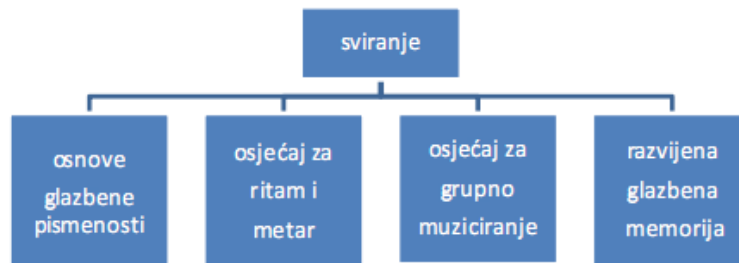 sviranje
osnove
glazbene
pismenosti
osjećaj za
ritam i
metar
osjećaj za
grupno
muziciranje
razvijena
glazbena
memorija